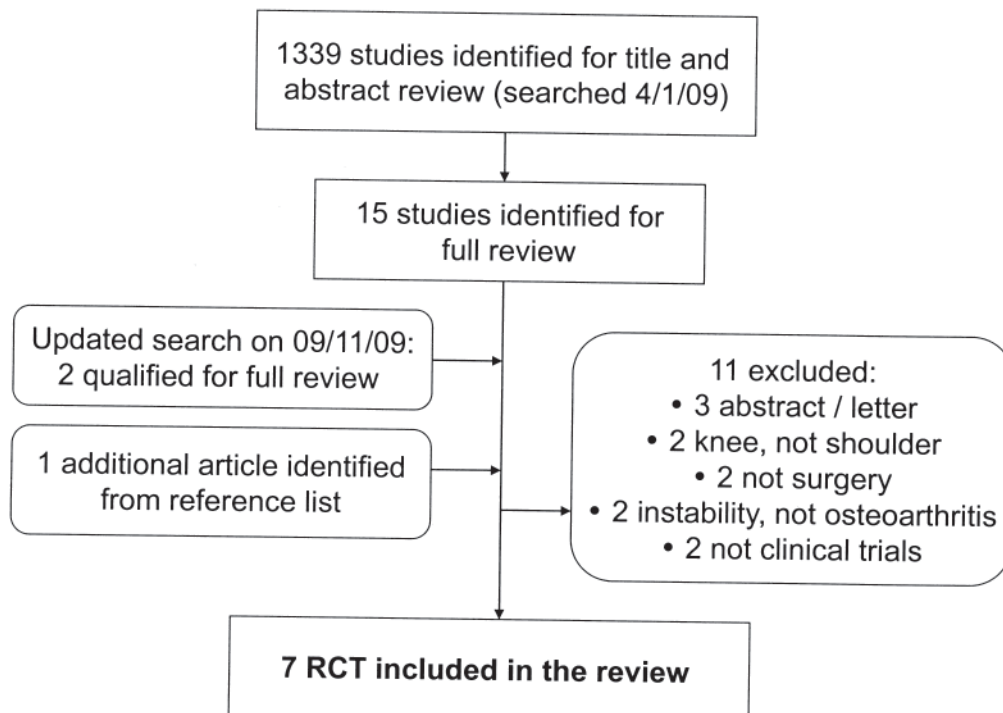 1339 studies identified for title and
abstract review (searched 4/1/09)
15 studies identified for
full review
Updated search on 09/11/09:
2 qualified for full review
1 additional article identified
from reference list
11 excluded:
• 3 abstract / letter
• 2 knee, not shoulder
• 2 not surgery
• 2 instability, not osteoarthritis
• 2 not clinical trials
7 RCT included in the review